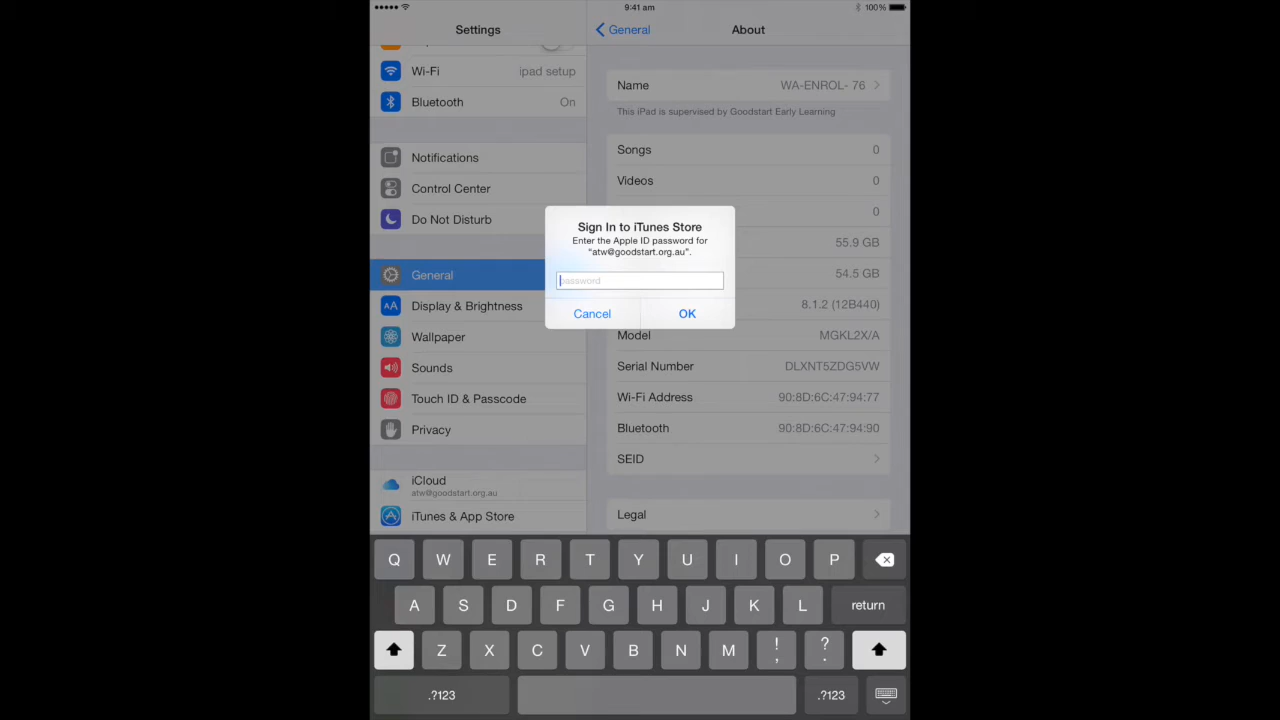 9:41 am
100%
Settings
General
About
Wi-Fi
ipad setup
Bluetooth
On
Notifications
Control Center
Do Not Disturb
General
Display & Brightness
Wallpaper
Sounds
Touch ID & Passcode
Privacy
iCloud
atw@goodstart.org.au
iTunes & App Store
Name
WA-ENROL- 76
This iPad is supervised by Goodstart Early Learning
Songs
0
Videos
0
0
55.9 GB
54.5 GB
8.1.2 (12B440)
Model
MGKL2X/A
Serial Number
DLXNT5ZDG5VW
Wi-Fi Address
90:8D:6C:47:94:77
Bluetooth
90:8D:6C:47:94:90
SEID
Legal
Sign In to iTunes Store
Enter the Apple ID password for
“atw@goodstart.org.au”.
password
Cancel
OK
Q W E R T Y U I O P
A S D F G H J K L return
Z X C V B N M ! , ? .
.?123 .?123